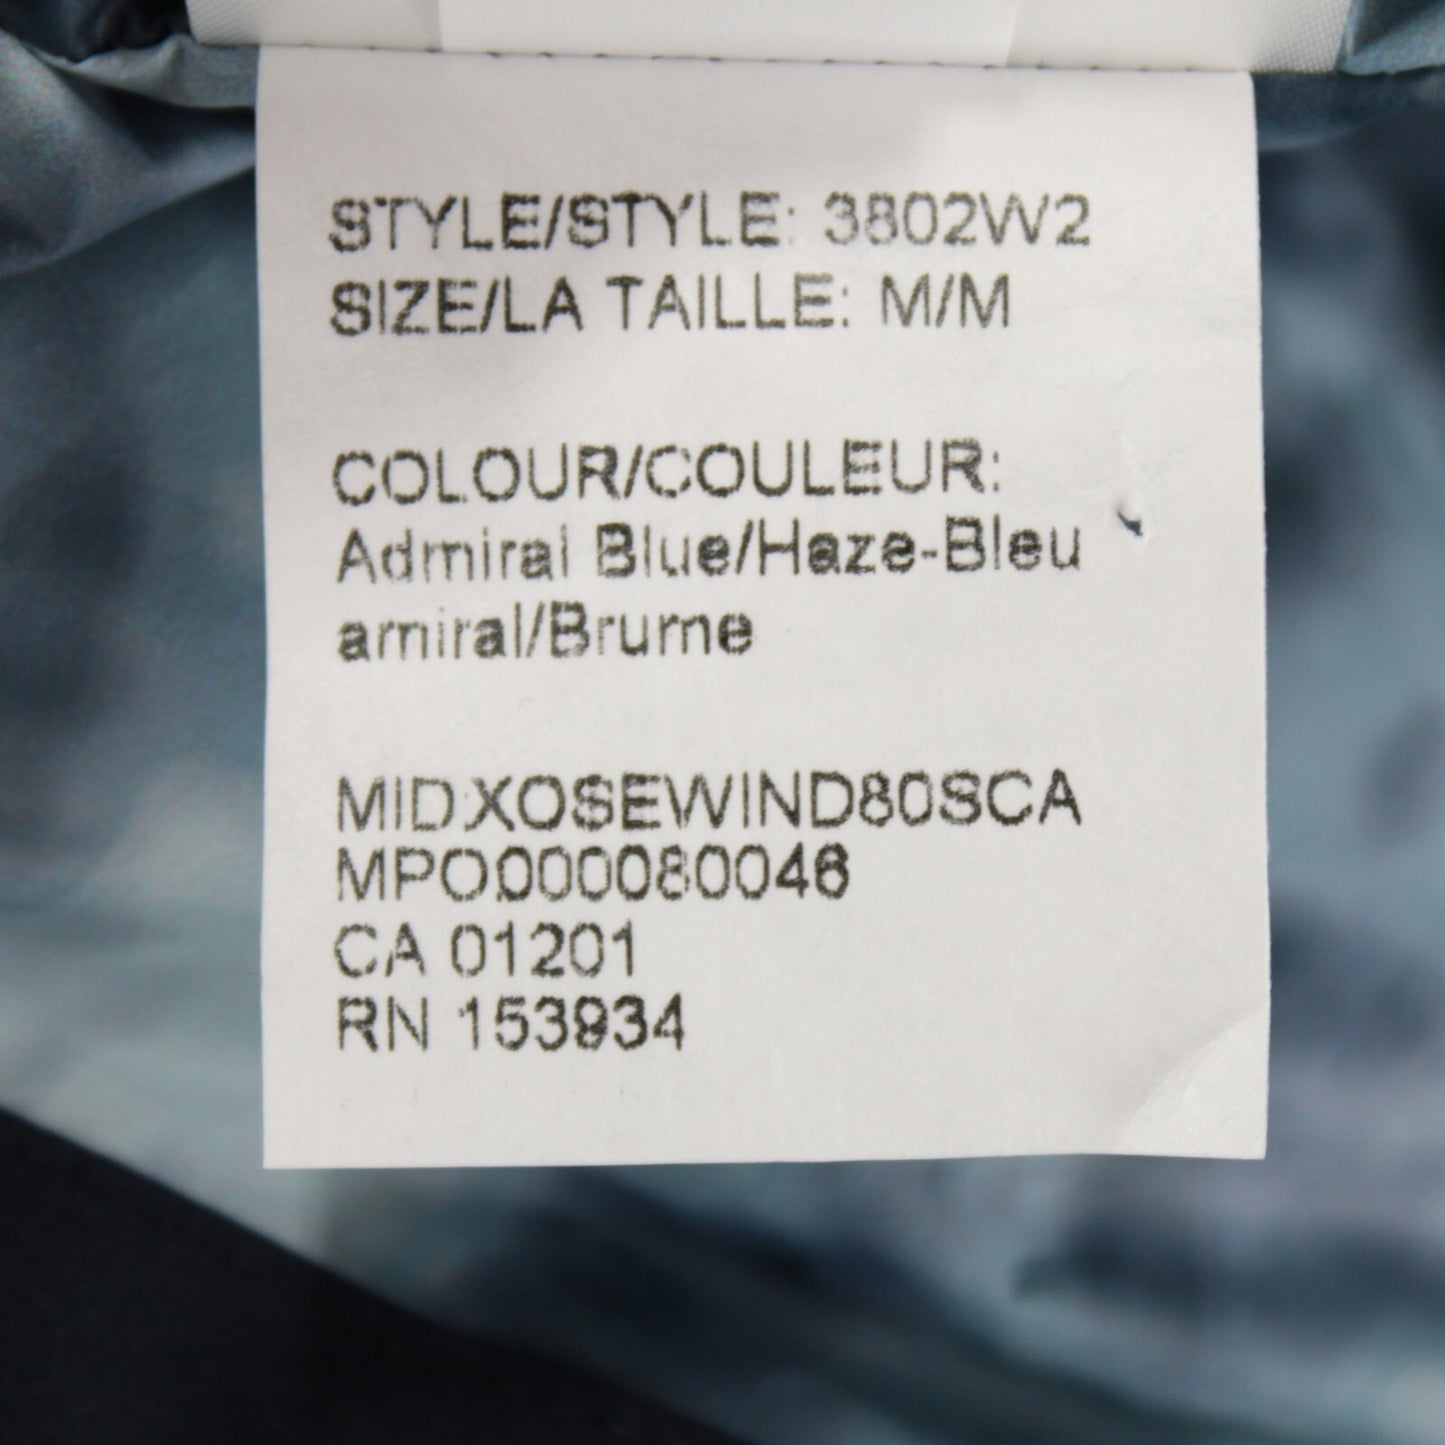 STYLE/STYLE: 3802W2
SIZE/LA TAILLE: M/M
COLOUR/COULEUR:
Admiral Blue/Haze-Bleu
amiral/Brume
MIDXOSEWIND80SCA
MPO000080046
CA 01201
RN 153934